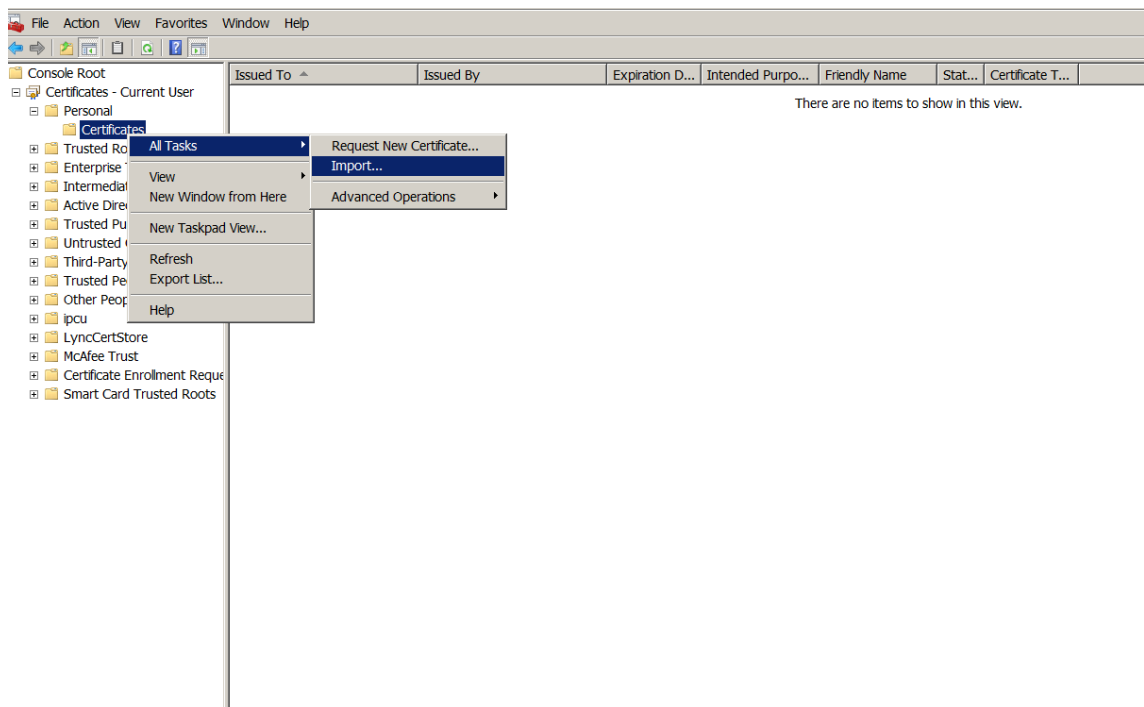 File Action View Favorites Window Help
Console Root
Issued To Issued By Expiration D... Intended Purpo... Friendly Name Stat... Certificate T...
Certificates - Current User
There are no items to show in this view.
Personal
Certificates
Trusted Ro
Enterprise
Intermediat
Active Dire
Trusted Pu
Untrusted
Third-Party
Trusted Pe
Other Peop
ipcu
LyncCertStore
McAfee Trust
Certificate Enrollment Reque
Smart Card Trusted Roots
All Tasks
View
New Window from Here
New Taskpad View...
Refresh
Export List...
Help
Request New Certificate...
Import...
Advanced Operations